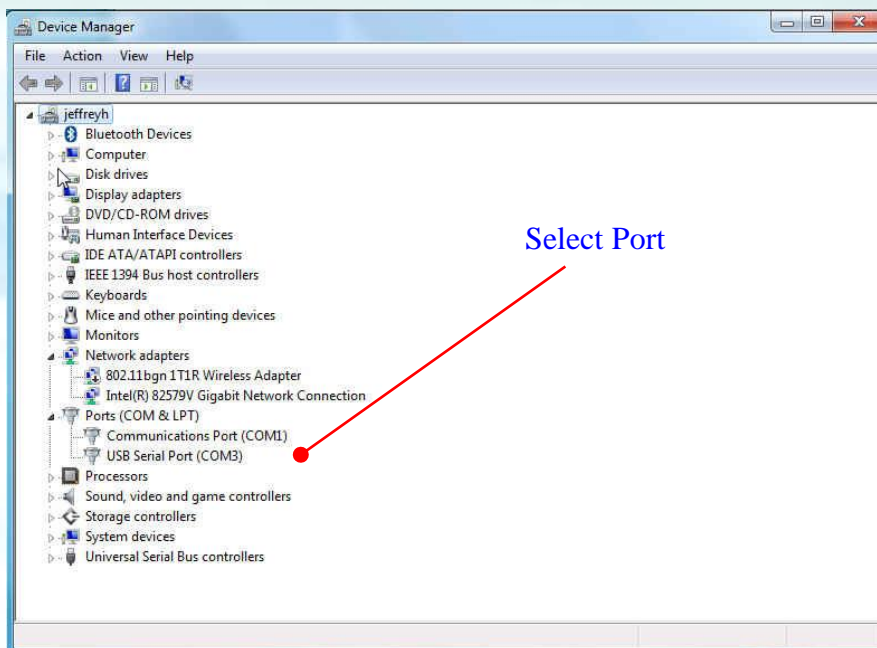 Device Manager
File Action View Help
jeffreyh
Bluetooth Devices
Computer
Disk drives
Display adapters
DVD/CD-ROM drives
Human Interface Devices
IDE ATA/ATAPI controllers
IEEE 1394 Bus host controllers
Keyboards
Mice and other pointing devices
Monitors
Network adapters
802.11bgn 1T1R Wireless Adapter
Intel(R) 82579V Gigabit Network Connection
Ports (COM & LPT)
Communications Port (COM1)
USB Serial Port (COM3)
Processors
Sound, video and game controllers
Storage controllers
System devices
Universal Serial Bus controllers
Select Port